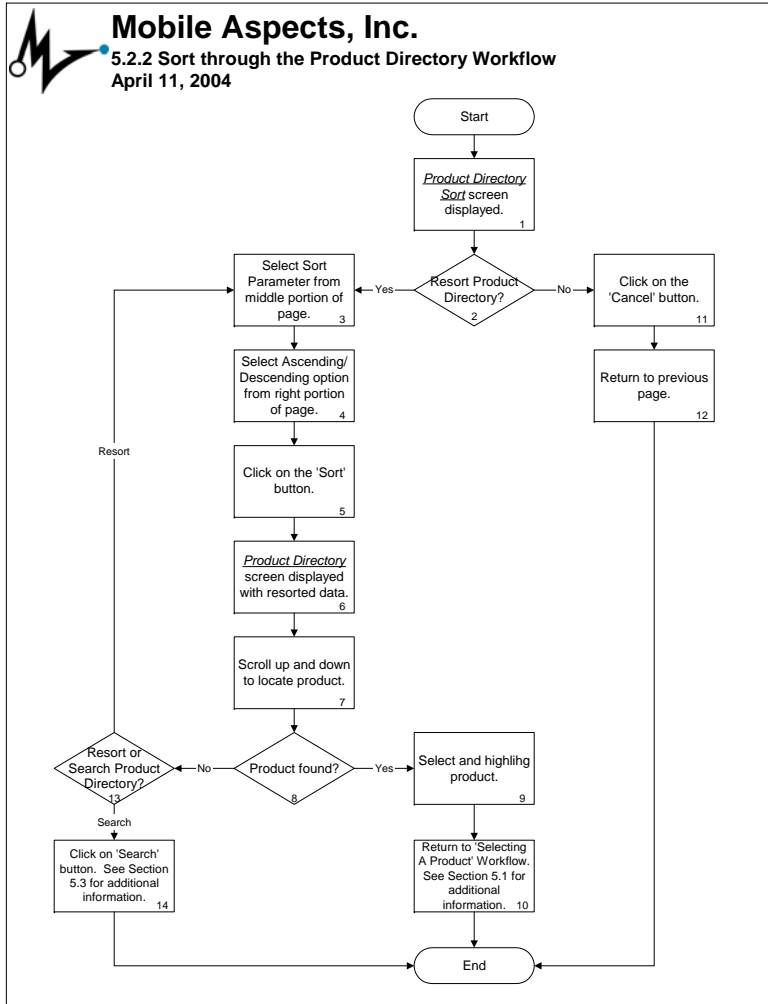 Mobile Aspects, Inc.
5.2.2 Sort through the Product Directory Workflow
April 11, 2004
Start
Product Directory
Sort screen
displayed.
1
Resort Product
Directory?
2
Yes
No
Select Sort
Parameter from
middle portion of
page.
3
Click on the
'Cancel' button.
11
Select Ascending/
Descending option
from right portion
of page.
4
Return to previous
page.
12
Resort
Click on the 'Sort'
button.
5
Product Directory
screen displayed
with resorted data.
6
Scroll up and down
to locate product.
7
Resort or
Search Product
Directory?
13
No
Product found?
8
Yes
Select and highlihg
product.
9
Search
Click on 'Search'
button. See Section
5.3 for additional
information.
14
Return to 'Selecting
A Product' Workflow.
See Section 5.1 for
additional
information.
10
End